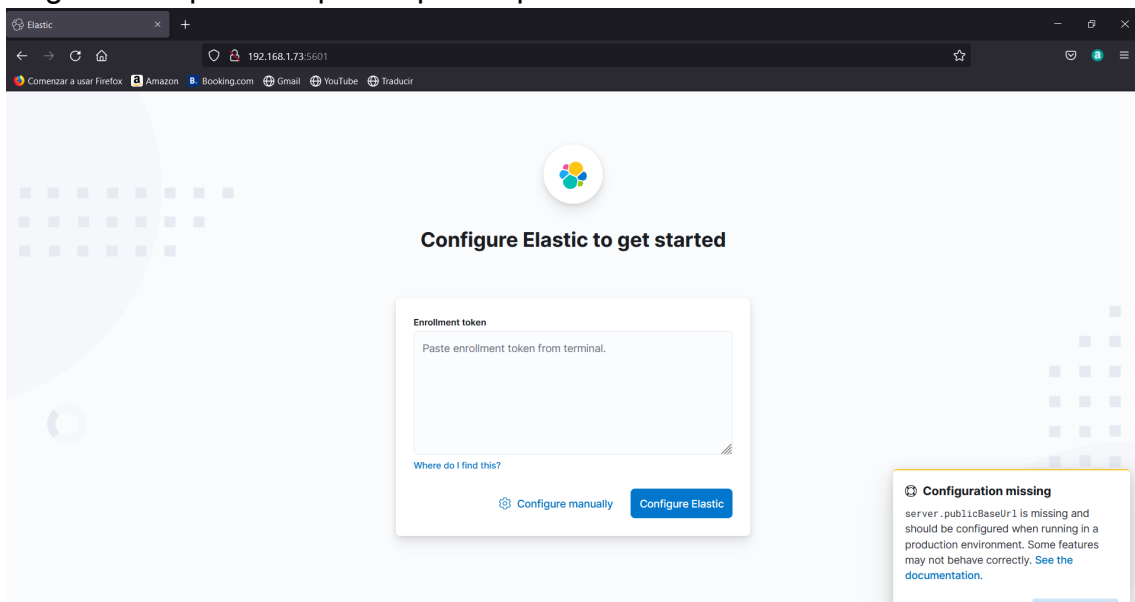 Elastic
192.168.1.73:5601
a
Comenzar a usar Firefox a Amazon B. Booking.com Gmail YouTube Traducir
Configure Elastic to get started
Enrollment token
Paste enrollment token from terminal.
Where do I find this?
Configure manually Configure Elastic
Configuration missing
server.publicBaseUrl is missing and
should be configured when running in a
production environment. Some features
may not behave correctly. See the
documentation.